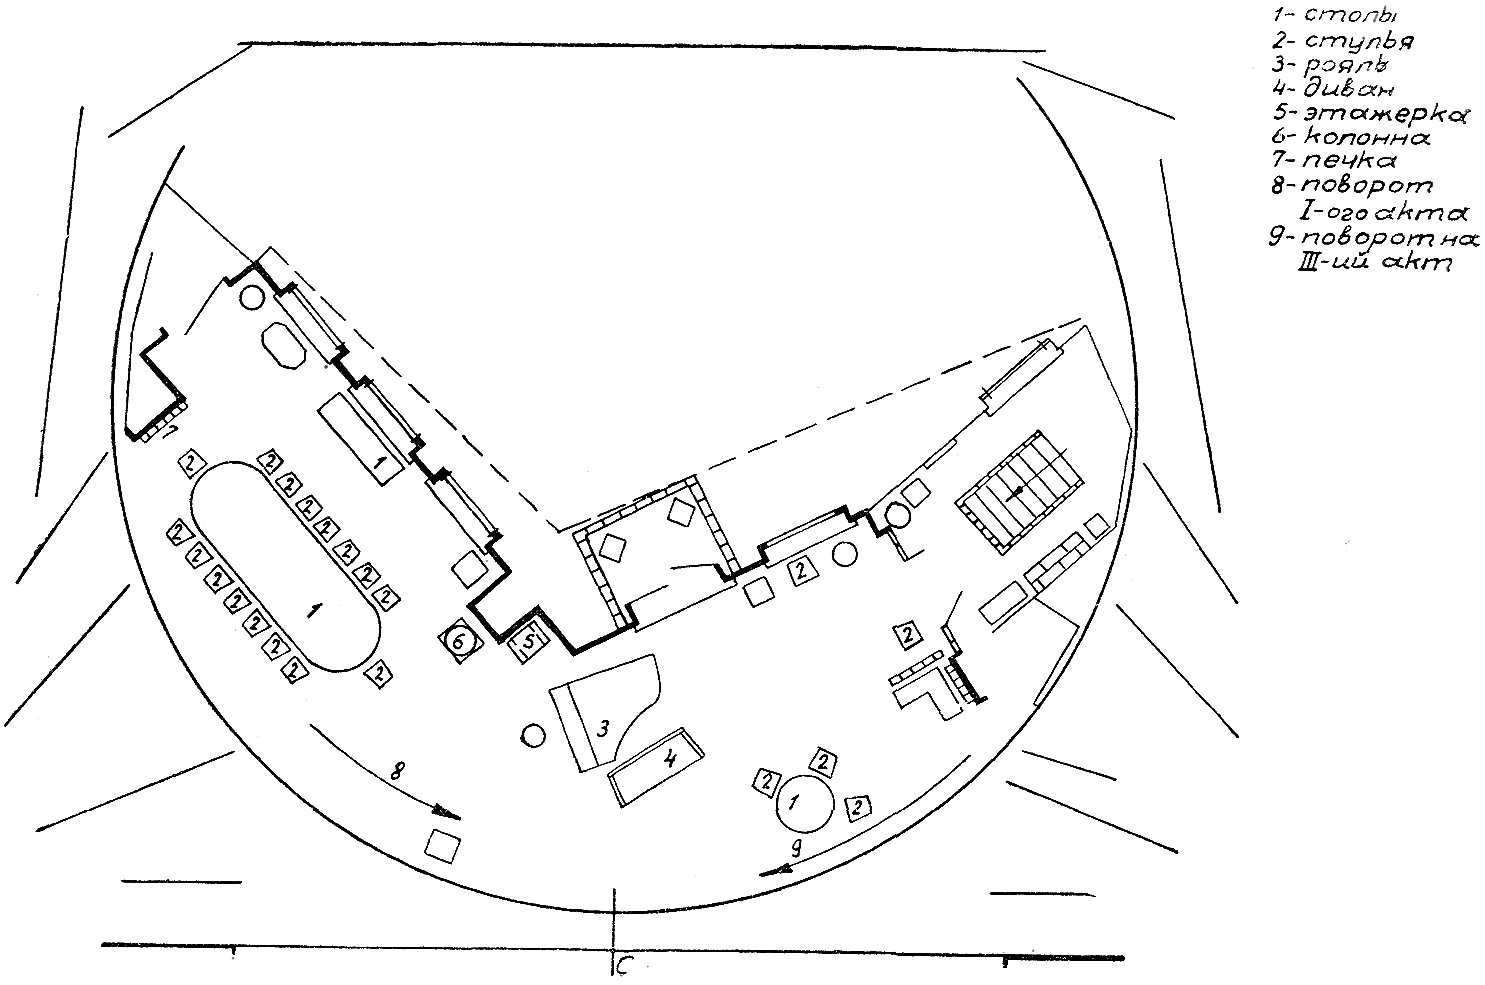 1- столы
2- стулья
3- рояль
4- диван
5- этажерка
6- колонна
7- печка
8- поворот
I-ого акта
9- поворот на
III-ий акт
7
2
2
2
2
2
2
2
2
1
2
2
2
2
2
2
2
2
1
6
5
2
2
3
4
2
2
1
2
8
9
С